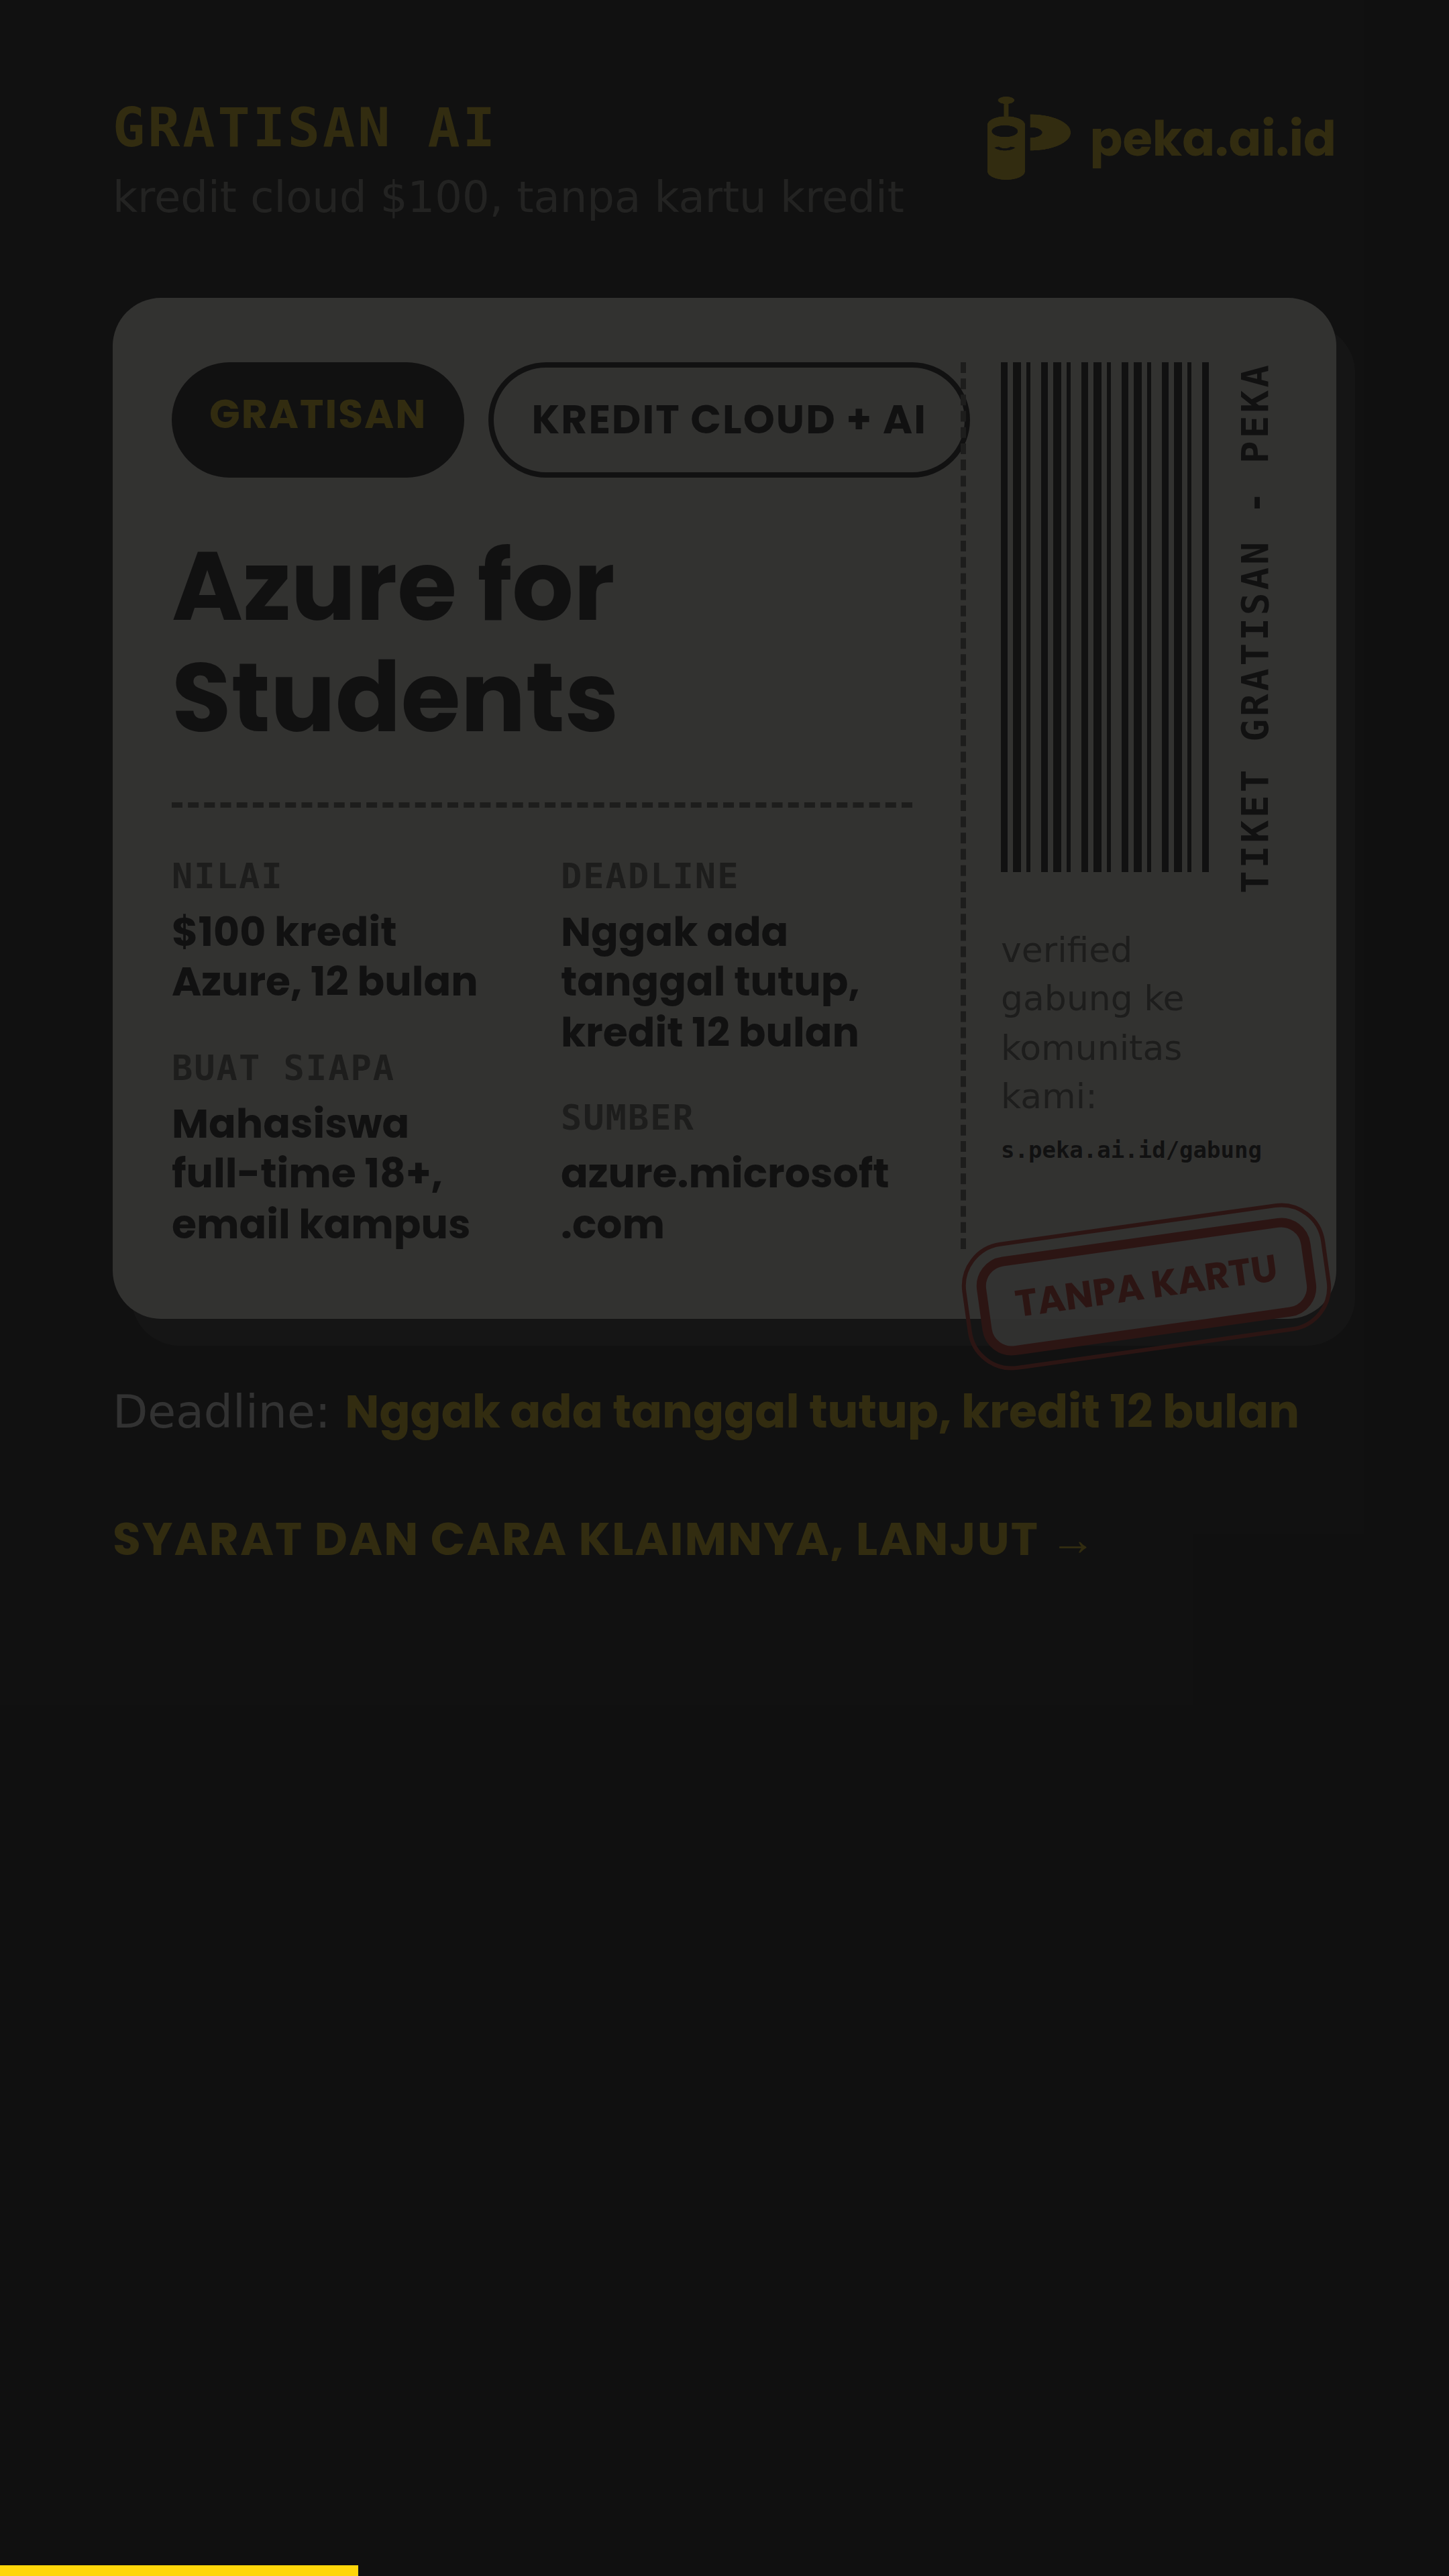 GRATISAN AI
kredit cloud $100, tanpa kartu kredit
peka.ai.id
GRATISAN
KREDIT CLOUD + AI
Azure for
Students
NILAI
$100 kredit
Azure, 12 bulan
BUAT SIAPA
Mahasiswa
full-time 18+,
email kampus
DEADLINE
Nggak ada
tanggal tutup,
kredit 12 bulan
SUMBER
azure.microsoft
.com
TIKET GRATISAN - PEKA
verified
gabung ke
komunitas
kami:
s.peka.ai.id/gabung
TANPA KARTU
Deadline: Nggak ada tanggal tutup, kredit 12 bulan
SYARAT DAN CARA KLAIMNYA, LANJUT →